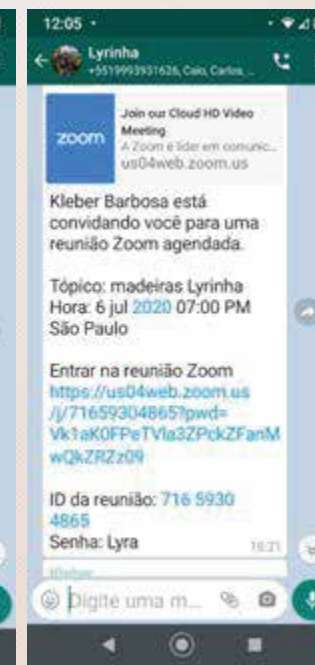 12:05
Lyrinha
+5519993931626, Caio, Carlos, ...
zoom
Join our Cloud HD Video
Meeting
A Zoom é líder em comunic...
us04web.zoom.us
Kleber Barbosa está
convidando você para uma
reunião Zoom agendada.
Tópico: madeiras Lyrinha
Hora: 6 jul 2020 07:00 PM
São Paulo
Entrar na reunião Zoom
https://us04web.zoom.us
/j/71659304865?pwd=
Vk1aK0FPeTVla3ZPckZFanM
wQkZRZz09
ID da reunião: 716 5930
4865
Senha: Lyra
16:21
Kleber
Digite uma m...